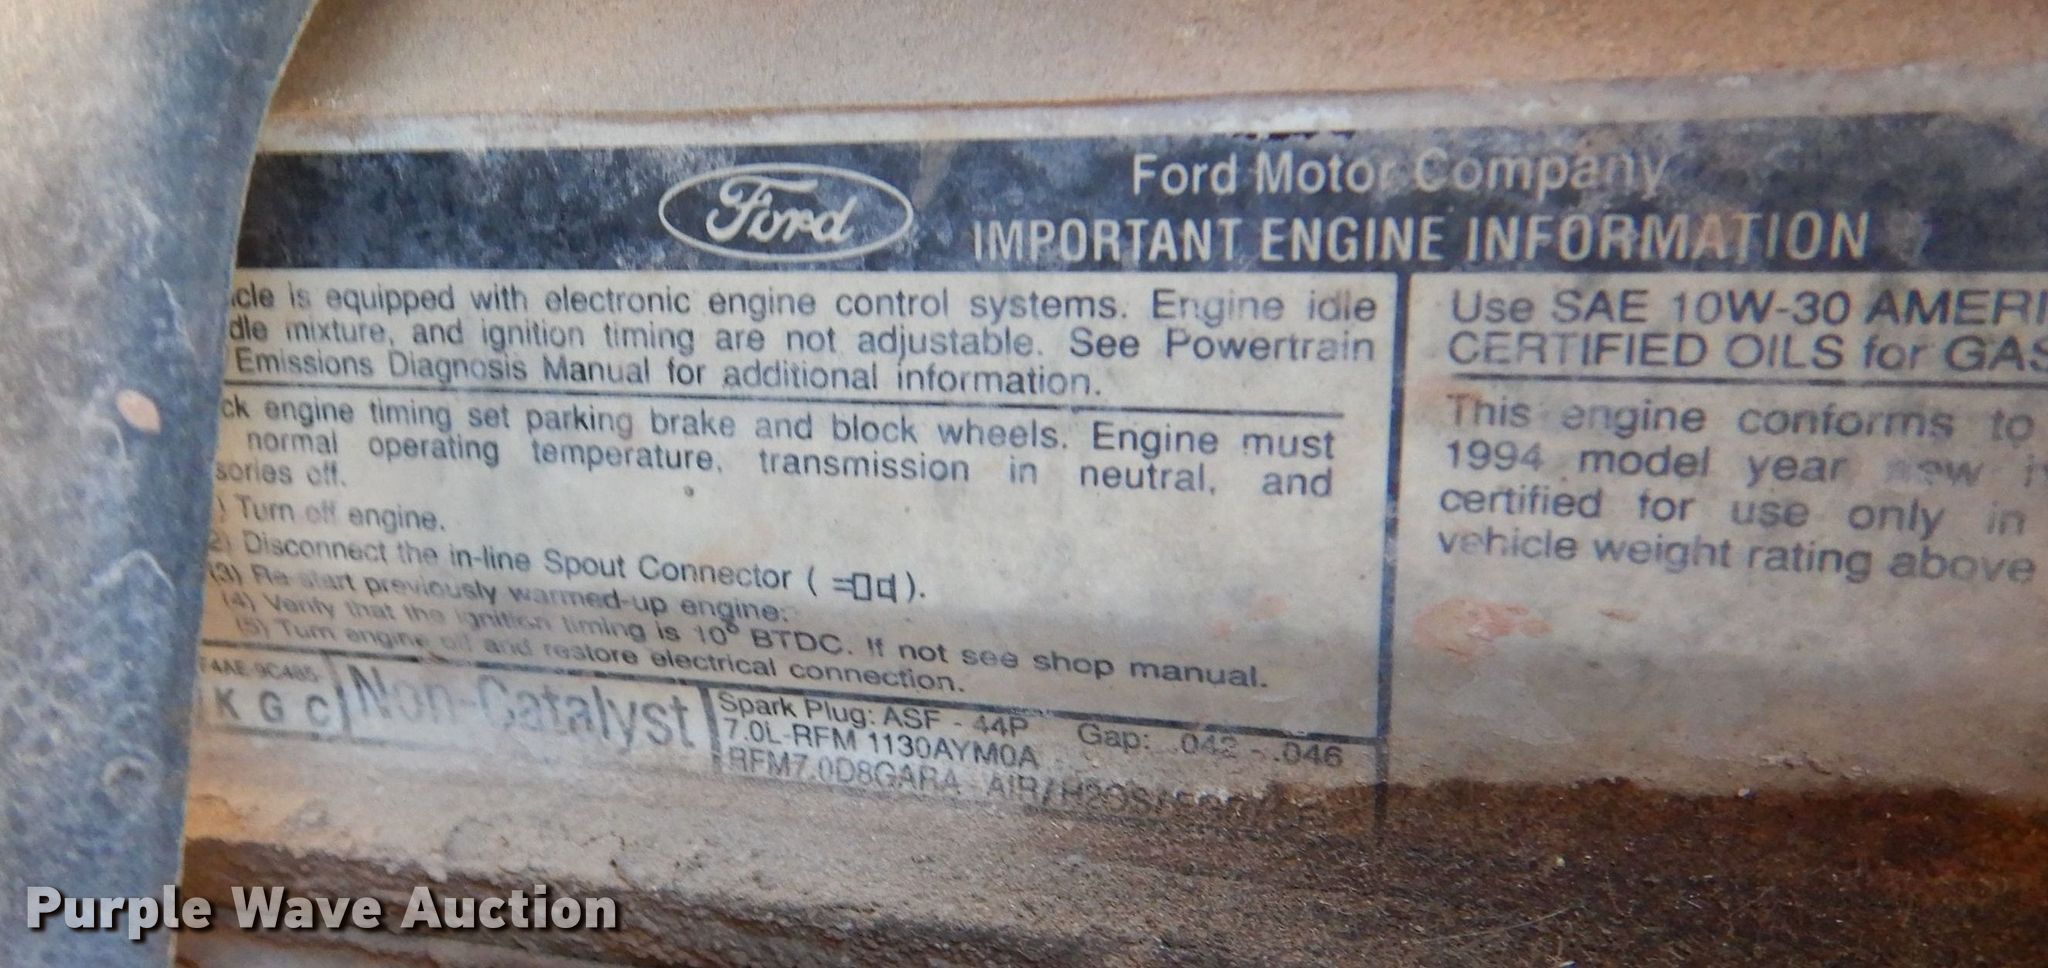 Ford
Ford Motor Company
IMPORTANT ENGINE INFORMATION
icle is equipped with electronic engine control systems. Engine idle
dle mixture, and ignition timing are not adjustable. See Powertrain
Emissions Diagnosis Manual for additional information.
ck engine timing set parking brake and block wheels. Engine must
normal operating temperature, transmission in neutral, and
sories off.
) Turn off engine.
2) Disconnect the in-line Spout Connector ( ).
(3) Re-start previously warmed-up engine.
(4) Verify that the ignition timing is 10° BTDC. If not see shop manual.
(5) Turn engine off and restore electrical connection.
F4AE-9C485-
K G C
Non-Catalyst
Spark Plug: ASF - 44P Gap: .042 - .046
7.0L-RFM 1130AYM0A
RFM7.0D8GARA - AIR/H2OS/
Use SAE 10W-30 AMERI
CERTIFIED OILS for GAS
This engine conforms to
1994 model year new
certified for use only in
vehicle weight rating above
Purple Wave Auction